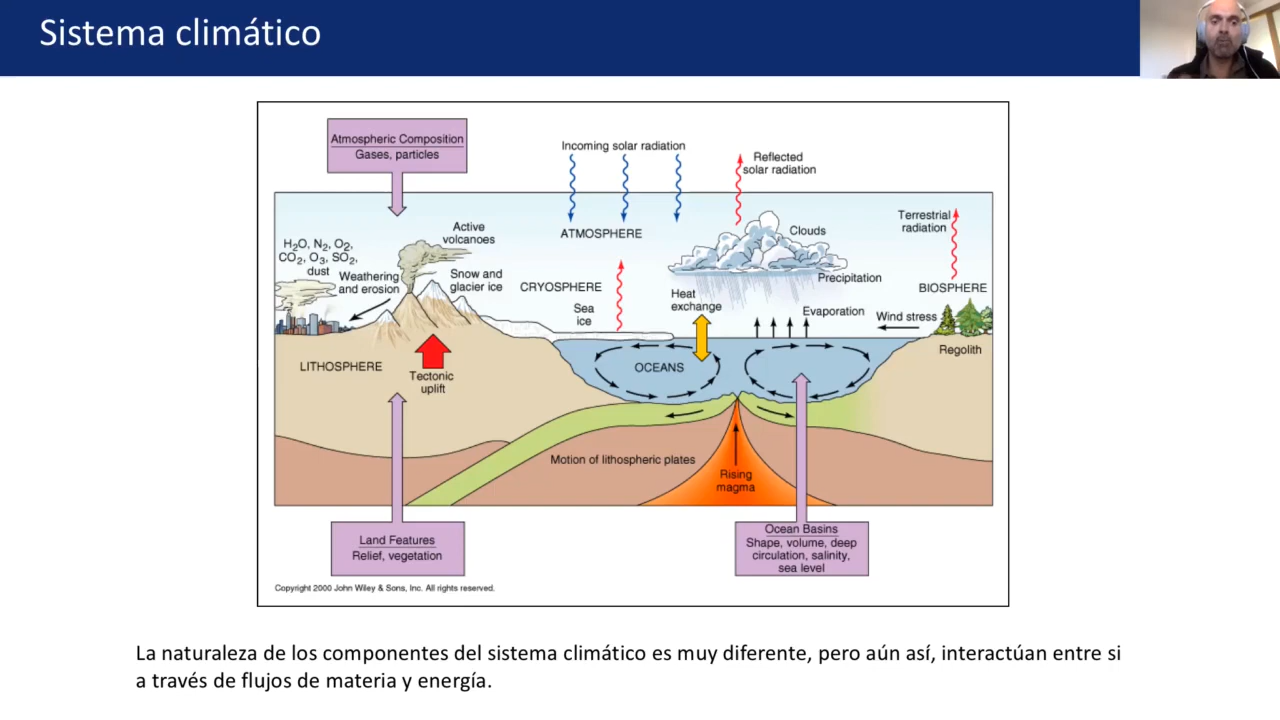 Sistema climático
Atmospheric Composition
Gases, particles
Incoming solar radiation
Reflected
solar radiation
Terrestrial
radiation
ATMOSPHERE
Clouds
Active
volcanoes
H2O, N2, O2,
CO2, O3, SO2,
dust
Weathering
and erosion
Snow and
glacier ice
CRYOSPHERE
Sea
ice
Heat
exchange
Precipitation
Evaporation
Wind stress
BIOSPHERE
Regolith
LITHOSPHERE
Tectonic
uplift
OCEANS
Motion of lithospheric plates
Rising
magma
Land Features
Relief, vegetation
Ocean Basins
Shape, volume, deep
circulation, salinity,
sea level
Copyright 2000 John Wiley & Sons, Inc. All rights reserved.
La naturaleza de los componentes del sistema climático es muy diferente, pero aún así, interactúan entre si
a través de flujos de materia y energía.